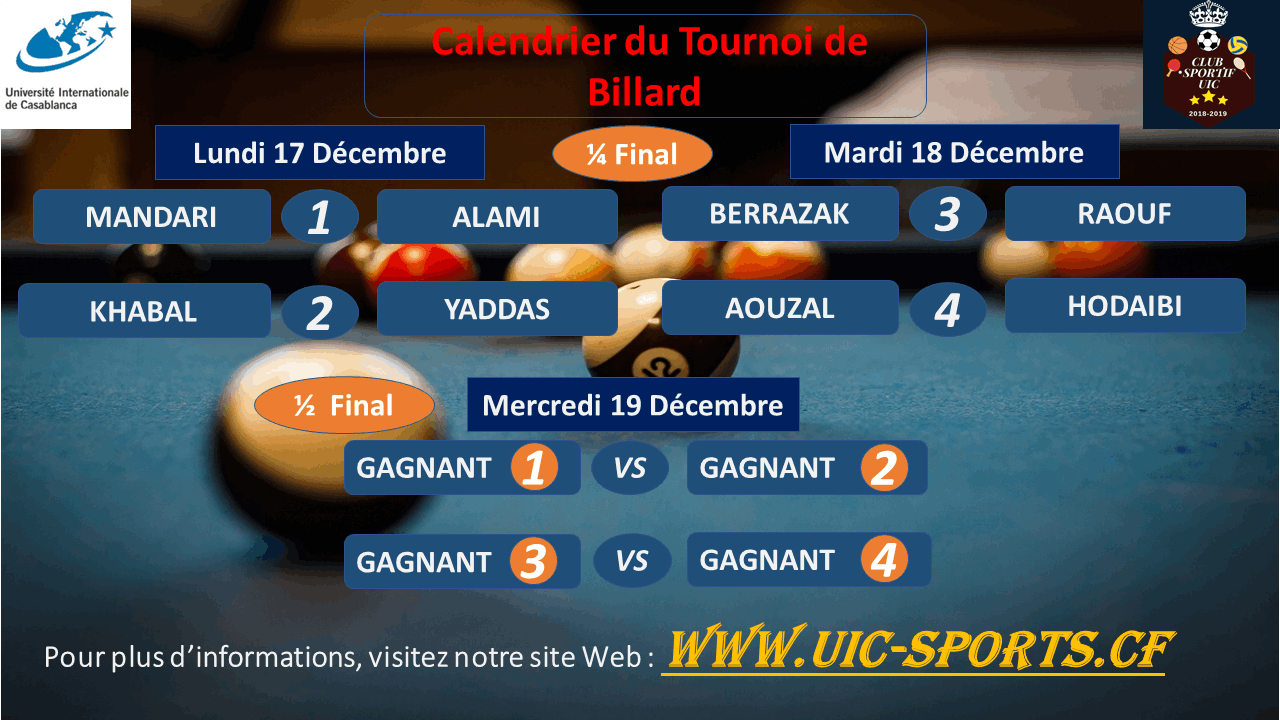 Université Internationale
de Casablanca
Calendrier du Tournoi de
Billard
CLUB
SPORTIF
UIC
2018-2019
Lundi 17 Décembre
¼ Final
Mardi 18 Décembre
MANDARI 1 ALAMI
BERRAZAK 3 RAOUF
KHABAL 2 YADDAS
AOUZAL 4 HODAIBI
½ Final
Mercredi 19 Décembre
GAGNANT 1 VS GAGNANT 2
GAGNANT 3 VS GAGNANT 4
Pour plus d’informations, visitez notre site Web : WWW.UIC-SPORTS.CF